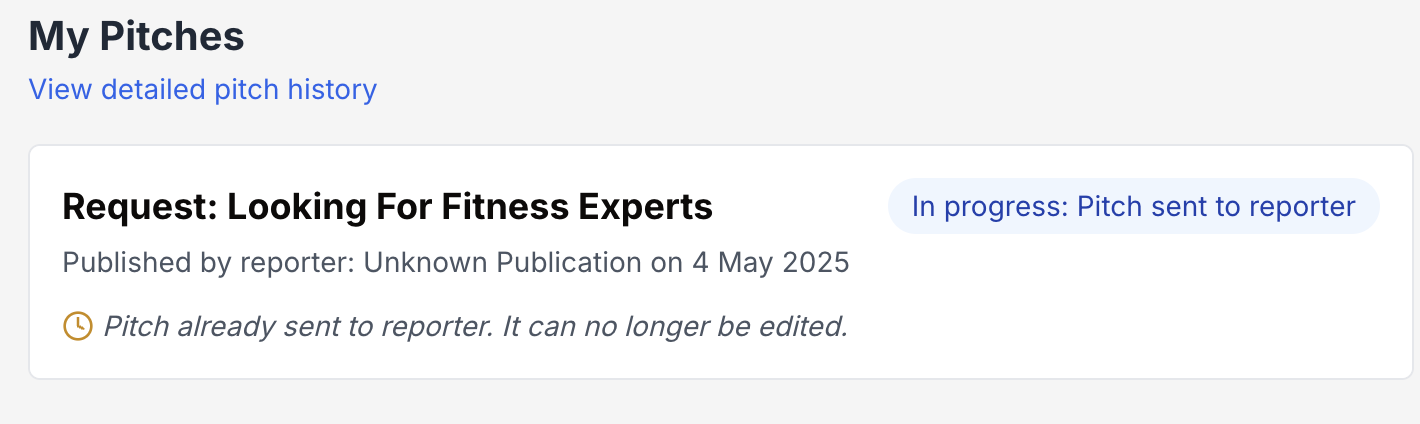 My Pitches
View detailed pitch history
Request: Looking For Fitness Experts
In progress: Pitch sent to reporter
Published by reporter: Unknown Publication on 4 May 2025
Pitch already sent to reporter. It can no longer be edited.